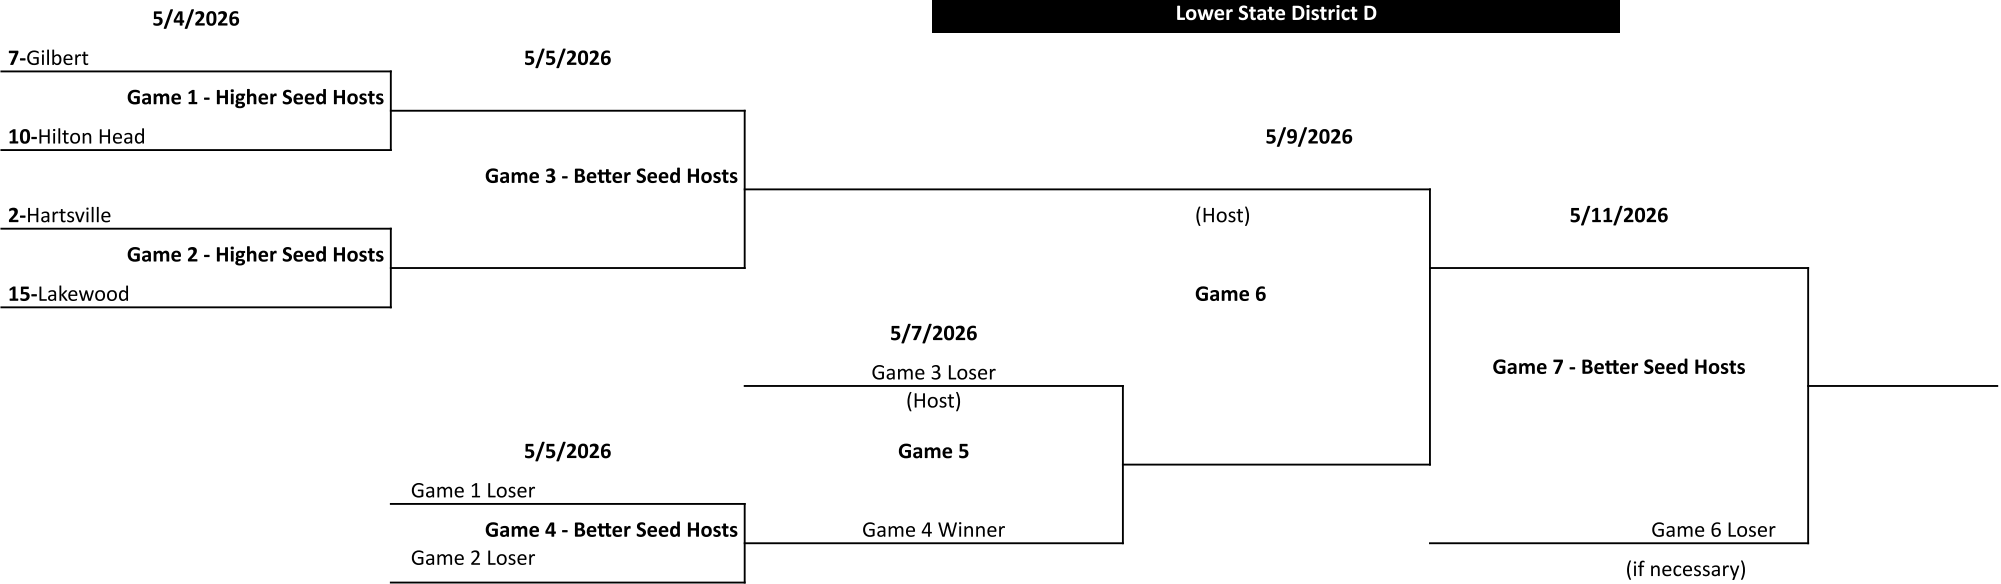 5/4/2026
Lower State District D
7-Gilbert
5/5/2026
Game 1 - Higher Seed Hosts
10-Hilton Head
5/9/2026
Game 3 - Better Seed Hosts
2-Hartsville
(Host)
5/11/2026
Game 2 - Higher Seed Hosts
15-Lakewood
Game 6
5/7/2026
Game 3 Loser
Game 7 - Better Seed Hosts
(Host)
5/5/2026
Game 5
Game 1 Loser
Game 4 - Better Seed Hosts
Game 4 Winner
Game 6 Loser
Game 2 Loser
(if necessary)